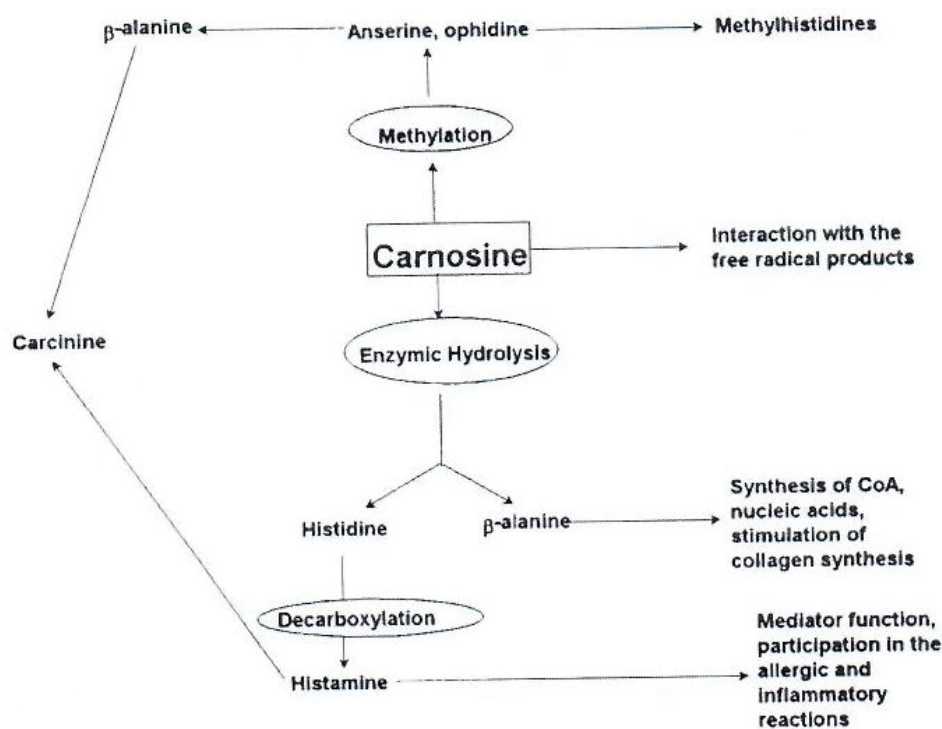 β-alanine
Anserine, ophidine
Methylhistidines
Methylation
Carnosine
Interaction with the
free radical products
Enzymic Hydrolysis
Carcinine
Histidine
β-alanine
Synthesis of CoA,
nucleic acids,
stimulation of
collagen synthesis
Decarboxylation
Histamine
Mediator function,
participation in the
allergic and
inflammatory
reactions